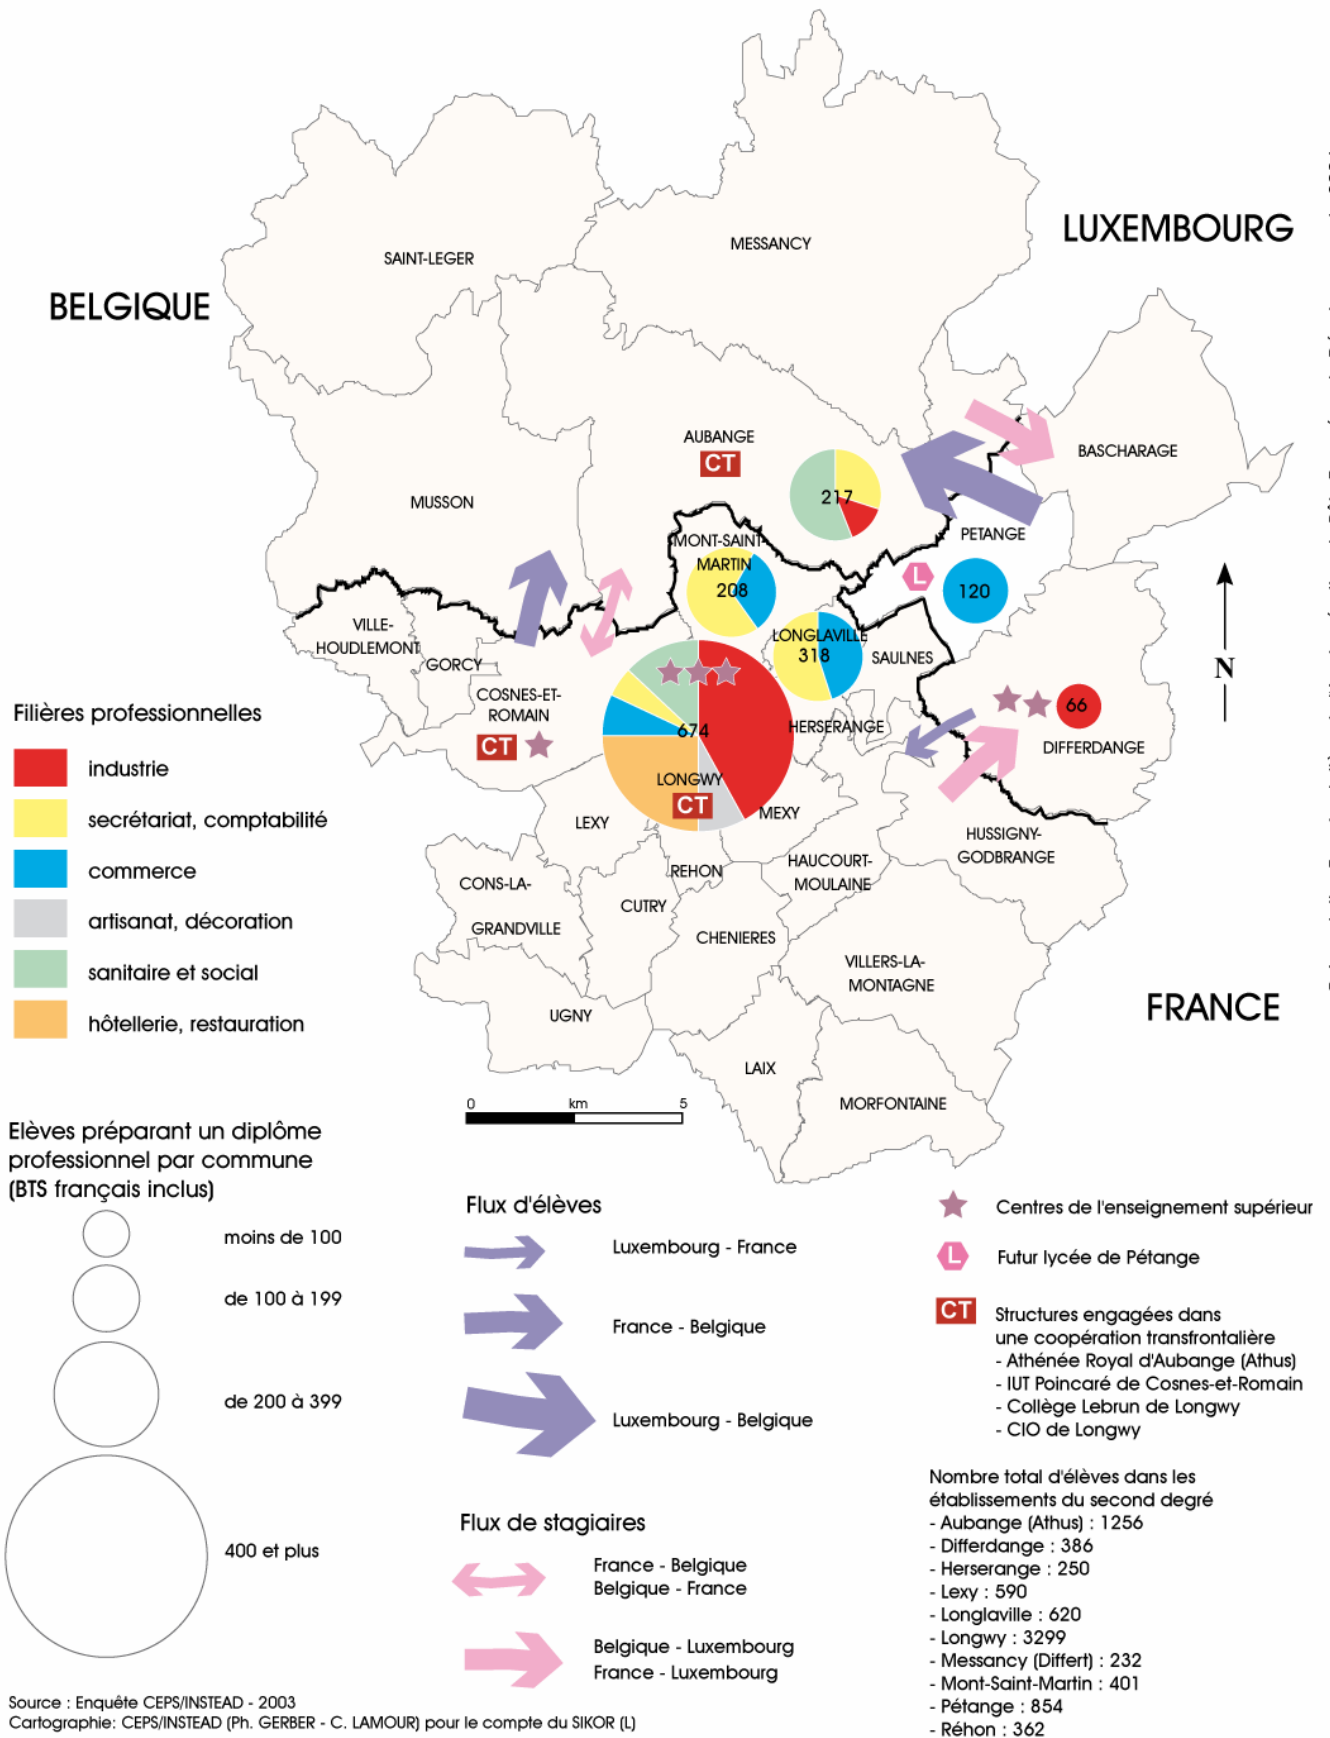 LUXEMBOURG
MESSANCY
SAINT-LEGER
BELGIQUE
AUBANGE
CT
BASCHARAGE
217
MUSSON
PETANGE
MONT-SAINT-
MARTIN
208
L
120
VILLE-
HOUDLEMONT
LONGLAVILLE
318
SAULNES
GORCY
N
COSNES-ET-
ROMAIN
CT
674
HERSERANGE
66
DIFFERDANGE
LONGWY
CT
MEXY
LEXY
HUSSIGNY-
GODBRANGE
REHON
HAUCOURT-
MOULAINE
CONS-LA-
GRANDVILLE
CUTRY
CHENIERES
VILLERS-LA-
MONTAGNE
FRANCE
UGNY
LAIX
MORFONTAINE
0 km 5
Filières professionnelles
industrie
secrétariat, comptabilité
commerce
artisanat, décoration
sanitaire et social
hôtellerie, restauration
Elèves préparant un diplôme
professionnel par commune
(BTS français inclus)
moins de 100
de 100 à 199
de 200 à 399
400 et plus
Flux d'élèves
Luxembourg - France
France - Belgique
Luxembourg - Belgique
Flux de stagiaires
France - Belgique
Belgique - France
Belgique - Luxembourg
France - Luxembourg
Centres de l'enseignement supérieur
L Futur lycée de Pétange
CT Structures engagées dans
une coopération transfrontalière
- Athénée Royal d'Aubange (Athus)
- IUT Poincaré de Cosnes-et-Romain
- Collège Lebrun de Longwy
- CIO de Longwy
Nombre total d'élèves dans les
établissements du second degré
- Aubange (Athus) : 1256
- Differdange : 386
- Herserange : 250
- Lexy : 590
- Longlaville : 620
- Longwy : 3299
- Messancy (Differt) : 232
- Mont-Saint-Martin : 401
- Pétange : 854
- Réhon : 362
Source : Enquête CEPS/INSTEAD - 2003
Cartographie: CEPS/INSTEAD (Ph. GERBER - C. LAMOUR) pour le compte du SIKOR (L)